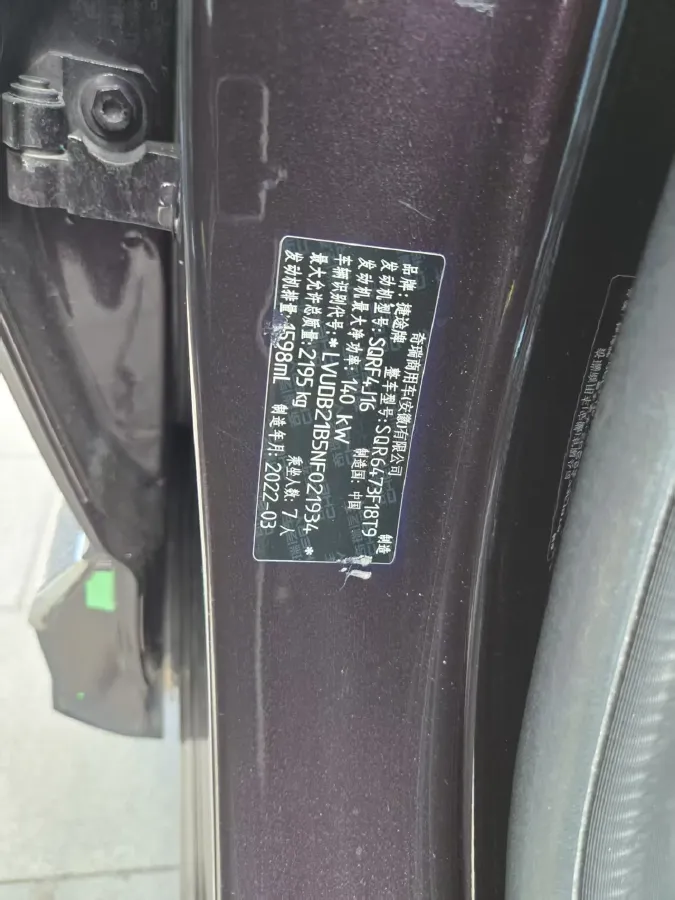 奇瑞商用车(安徽)有限公司 制造
品牌:捷途牌 整车型号:SQR6473F18T9
发动机型号:SQRF4J16 制造国:中国
发动机最大净功率:140 kW
车辆识别代号:*LVUDB21B5NF021934*
最大允许总质量:2195 kg 乘坐人数:7人
发动机排量:1598mL 制造年月:2022-03